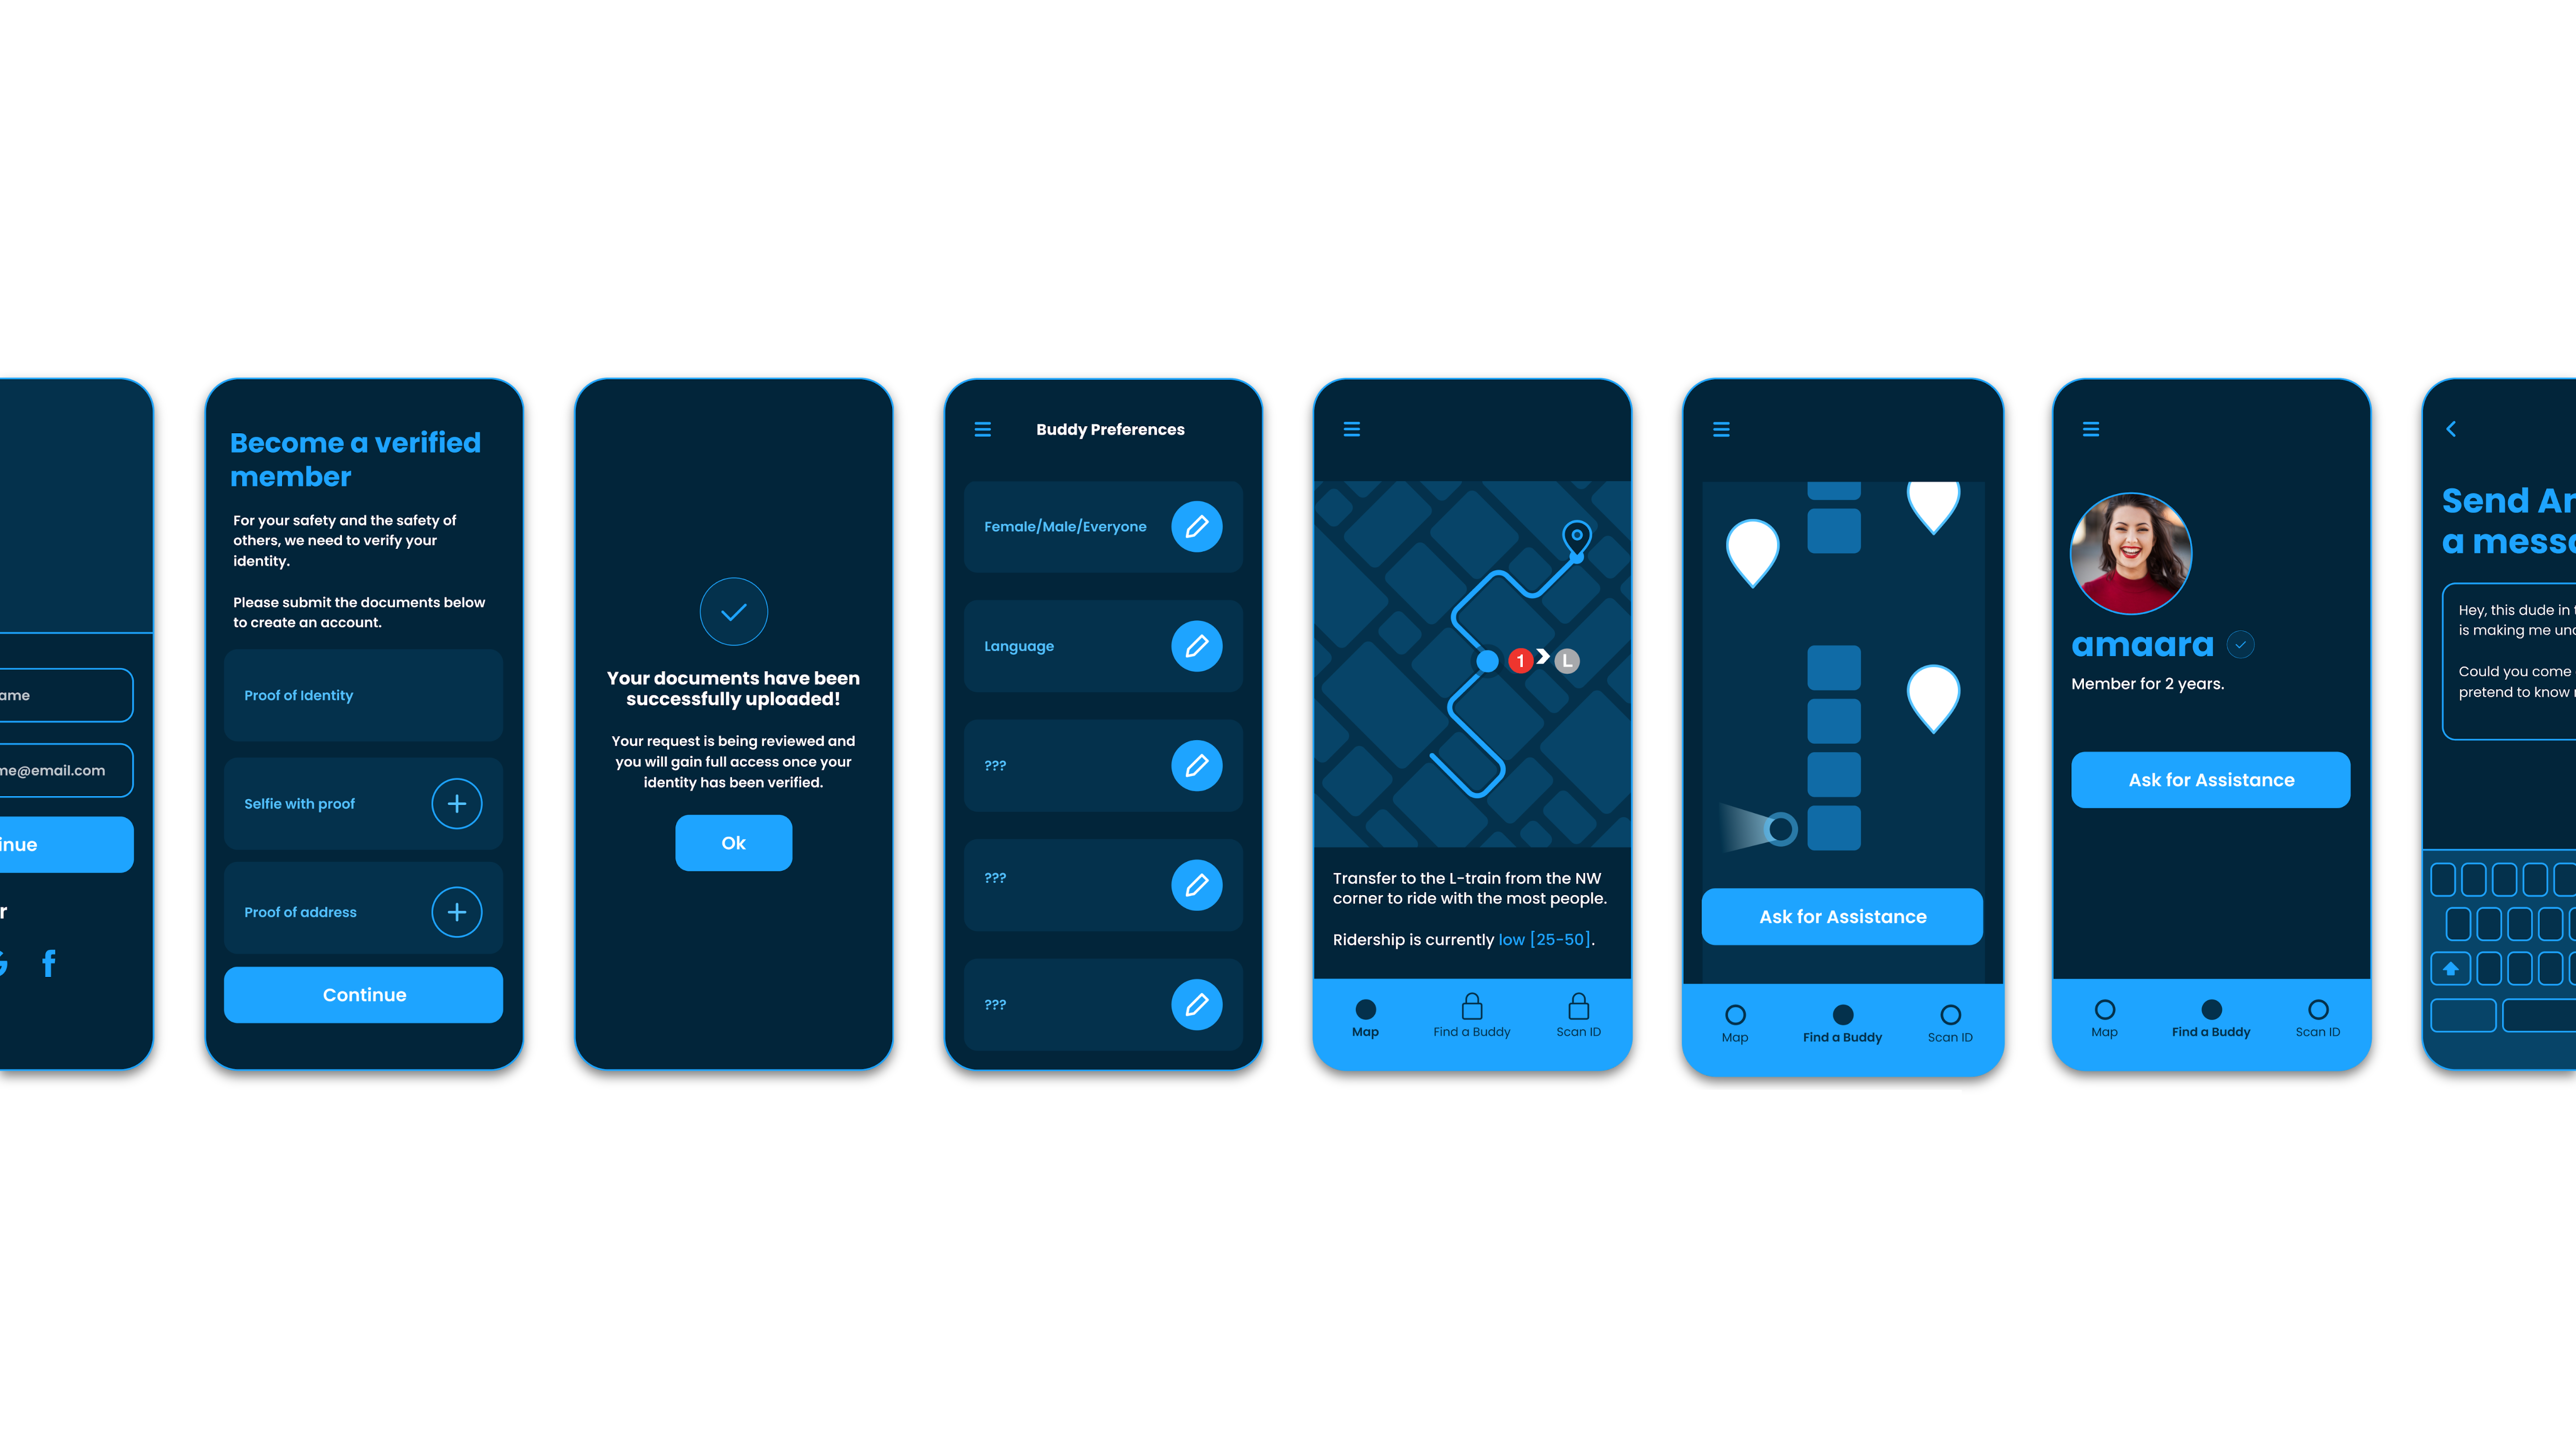 ame
me@email.com
inue
r
f
Become a verified
member
For your safety and the safety of
others, we need to verify your
identity.
Please submit the documents below
to create an account.
Proof of Identity
Selfie with proof
Proof of address
Continue
Your documents have been
successfully uploaded!
Your request is being reviewed and
you will gain full access once your
identity has been verified.
Ok
Buddy Preferences
Female/Male/Everyone
Language
???
???
???
1 L
Transfer to the L-train from the NW
corner to ride with the most people.
Ridership is currently low [25-50].
Map Find a Buddy Scan ID
Ask for Assistance
Map Find a Buddy Scan ID
amaara
Member for 2 years.
Ask for Assistance
Map Find a Buddy Scan ID
Send A
a mess
Hey, this dude in
is making me un
Could you come
pretend to know